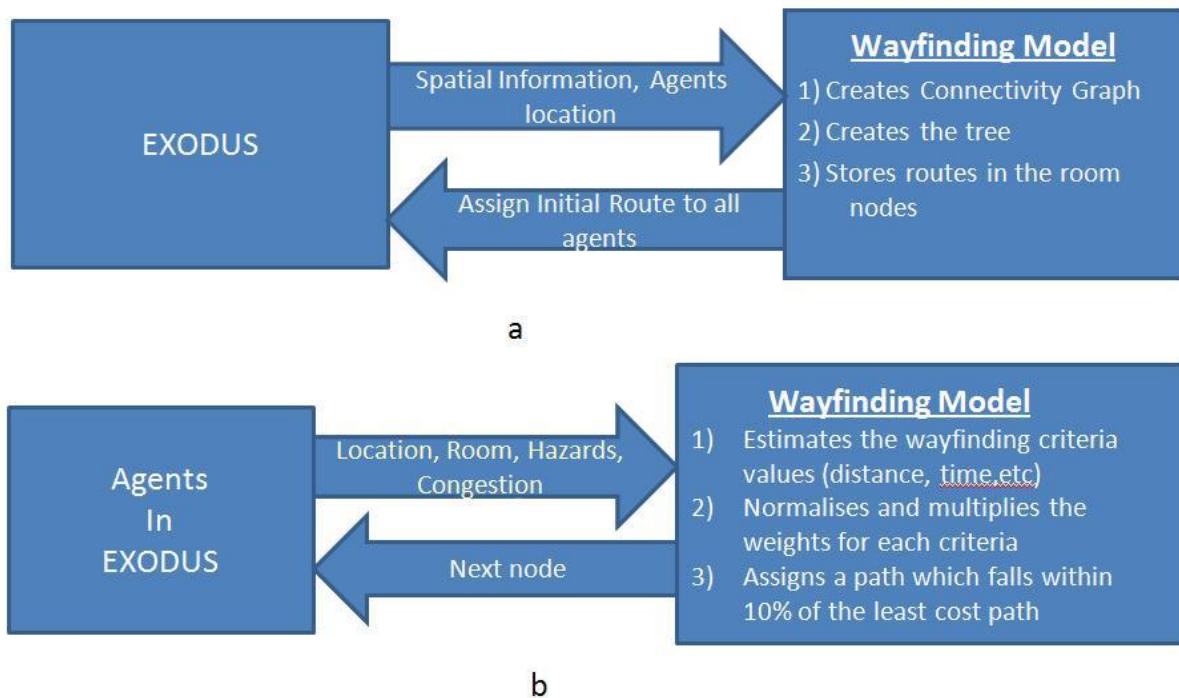 EXODUS
Spatial Information, Agents
location
Assign Initial Route to all
agents
Wayfinding Model
1) Creates Connectivity Graph
2) Creates the tree
3) Stores routes in the room
nodes
a
Agents
In
EXODUS
Location, Room, Hazards,
Congestion
Next node
Wayfinding Model
1) Estimates the wayfinding criteria
values (distance, time,etc)
2) Normalises and multiplies the
weights for each criteria
3) Assigns a path which falls within
10% of the least cost path
b